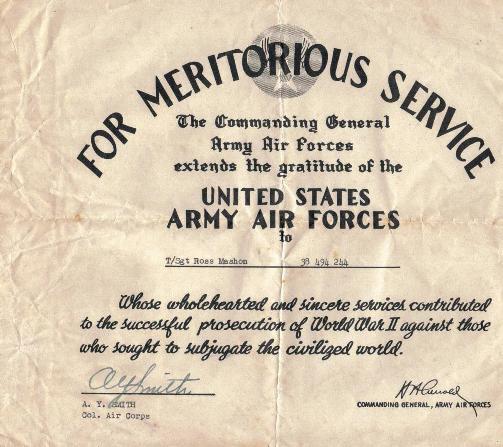 FOR MERITORIOUS SERVICE
The Commanding General
Army Air Forces
extends the gratitude of the
UNITED STATES
ARMY AIR FORCES
to
T/Sgt Ross Mashon 38 494 244
Whose wholehearted and sincere services contributed
to the successful prosecution of World War II against those
who sought to subjugate the civilized world.
A Y Smith
A. Y. SMITH
Col. Air Corps
H H Arnold
COMMANDING GENERAL, ARMY AIR FORCES